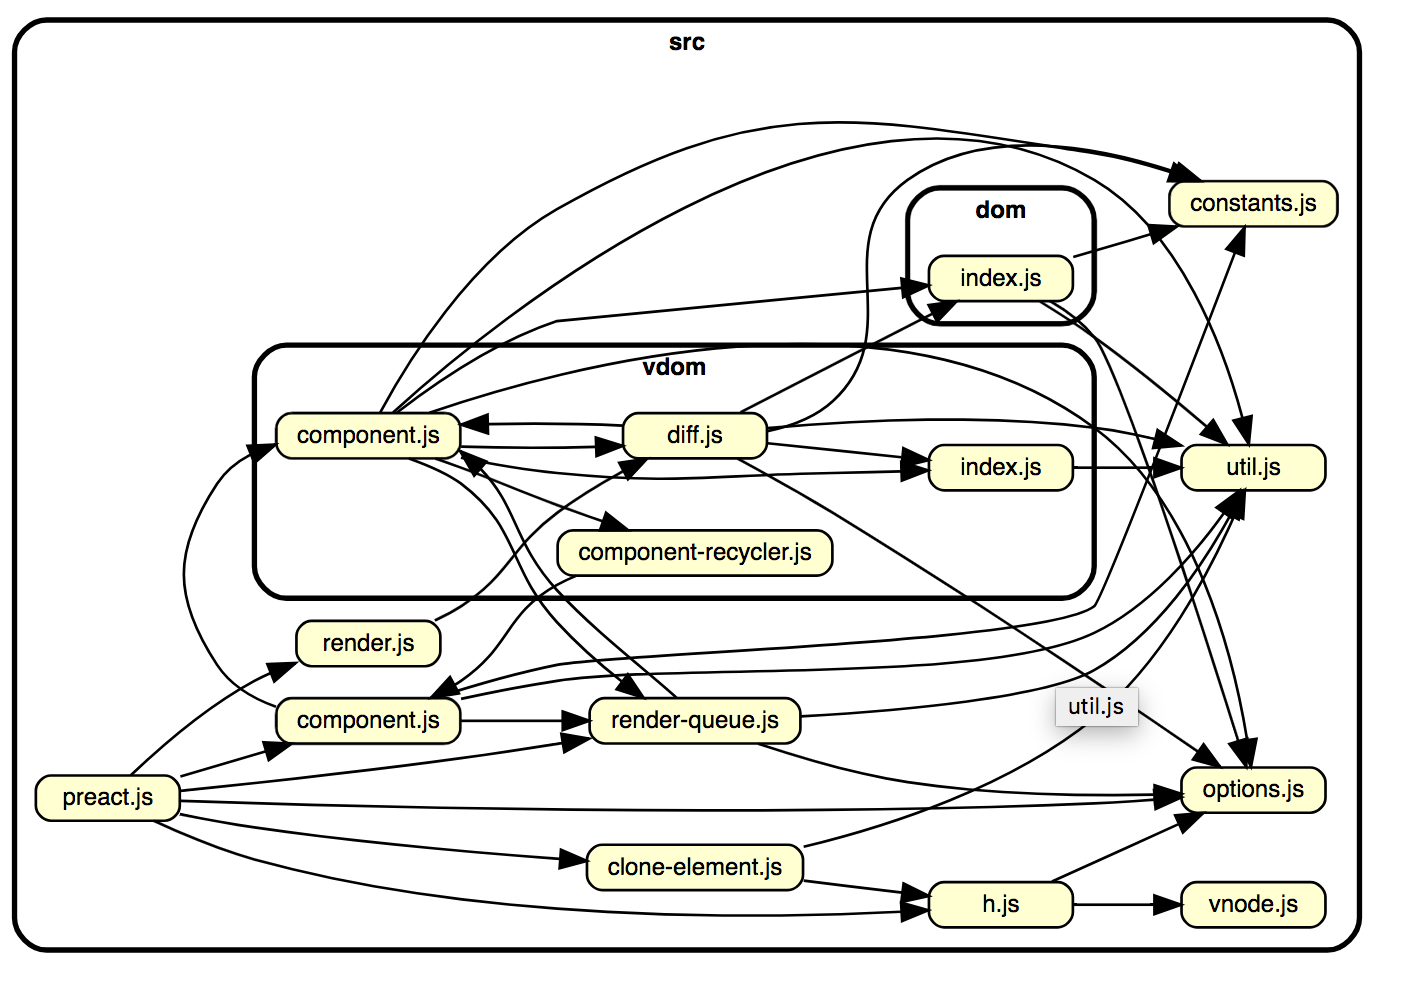 src
constants.js
dom
index.js
vdom
component.js
diff.js
index.js
util.js
component-recycler.js
render.js
component.js
render-queue.js
util.js
preact.js
options.js
clone-element.js
h.js
vnode.js